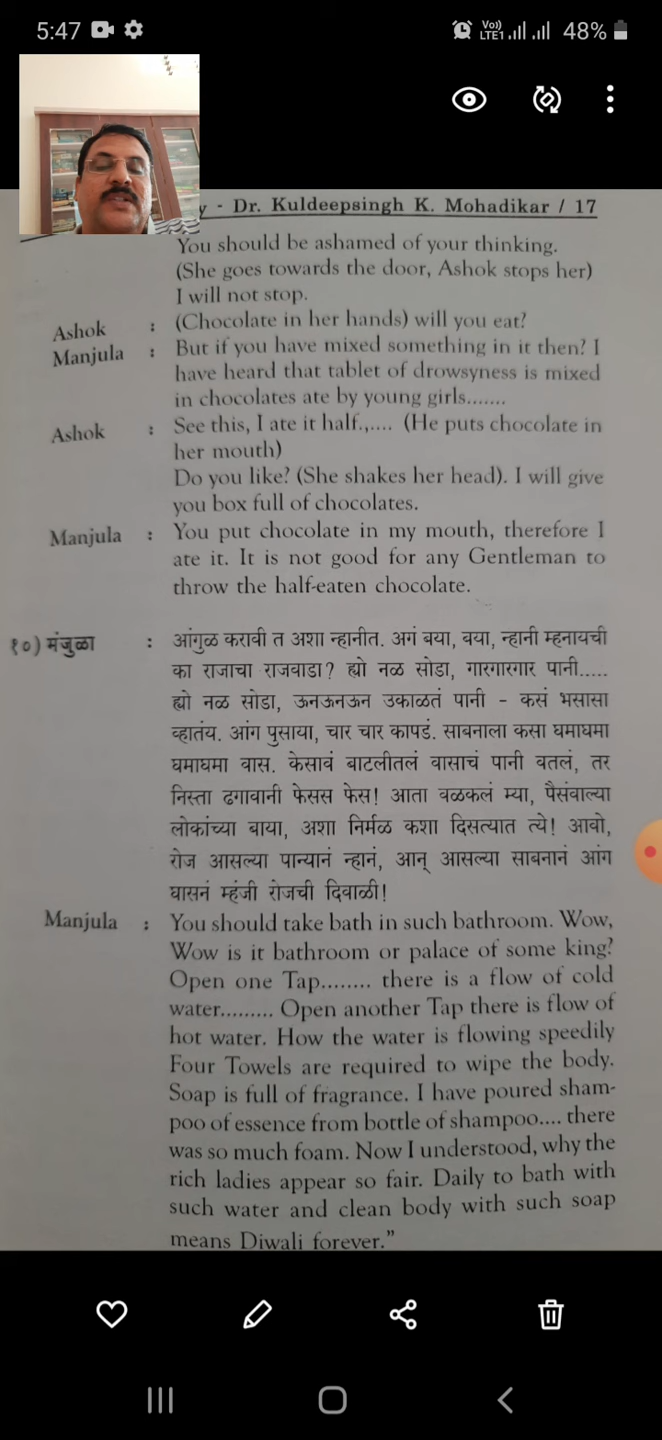 5:47
Vo)) LTE1 48%
y - Dr. Kuldeepsingh K. Mohadikar / 17
You should be ashamed of your thinking.
(She goes towards the door, Ashok stops her)
I will not stop.
Ashok : (Chocolate in her hands) will you eat?
Manjula : But if you have mixed something in it then? I
have heard that tablet of drowsyness is mixed
in chocolates ate by young girls.......
Ashok : See this, I ate it half.,.... (He puts chocolate in
her mouth)
Do you like? (She shakes her head). I will give
you box full of chocolates.
Manjula : You put chocolate in my mouth, therefore I
ate it. It is not good for any Gentleman to
throw the half-eaten chocolate.
१०) मंजुळा : आंगुळ करावी त अशा न्हानीत. अगं बया, बया, न्हानी म्हनायची
का राजाचा राजवाडा? ह्यो नळ सोडा, गारगारगार पानी.....
ह्यो नळ सोडा, ऊनऊनऊन उकाळतं पानी - कसं भसासा
व्हातंय. आंग पुसाया, चार चार कापडं. साबनाला कसा घमाघमा
घमाघमा वास. केसावं बाटलीतलं वासाचं पानी वतलं, तर
निस्ता ढगावानी फेसस फेस! आता वळकलं म्या, पैसंवाल्या
लोकांच्या बाया, अशा निर्मळ कशा दिसत्यात त्ये! आवो,
रोज आसल्या पान्यानं न्हानं, आन् आसल्या साबनानं आंग
घासनं म्हंजी रोजची दिवाळी!
Manjula : You should take bath in such bathroom. Wow,
Wow is it bathroom or palace of some king?
Open one Tap........ there is a flow of cold
water......... Open another Tap there is flow of
hot water. How the water is flowing speedily
Four Towels are required to wipe the body.
Soap is full of fragrance. I have poured sham-
poo of essence from bottle of shampoo.... there
was so much foam. Now I understood, why the
rich ladies appear so fair. Daily to bath with
such water and clean body with such soap
means Diwali forever.”